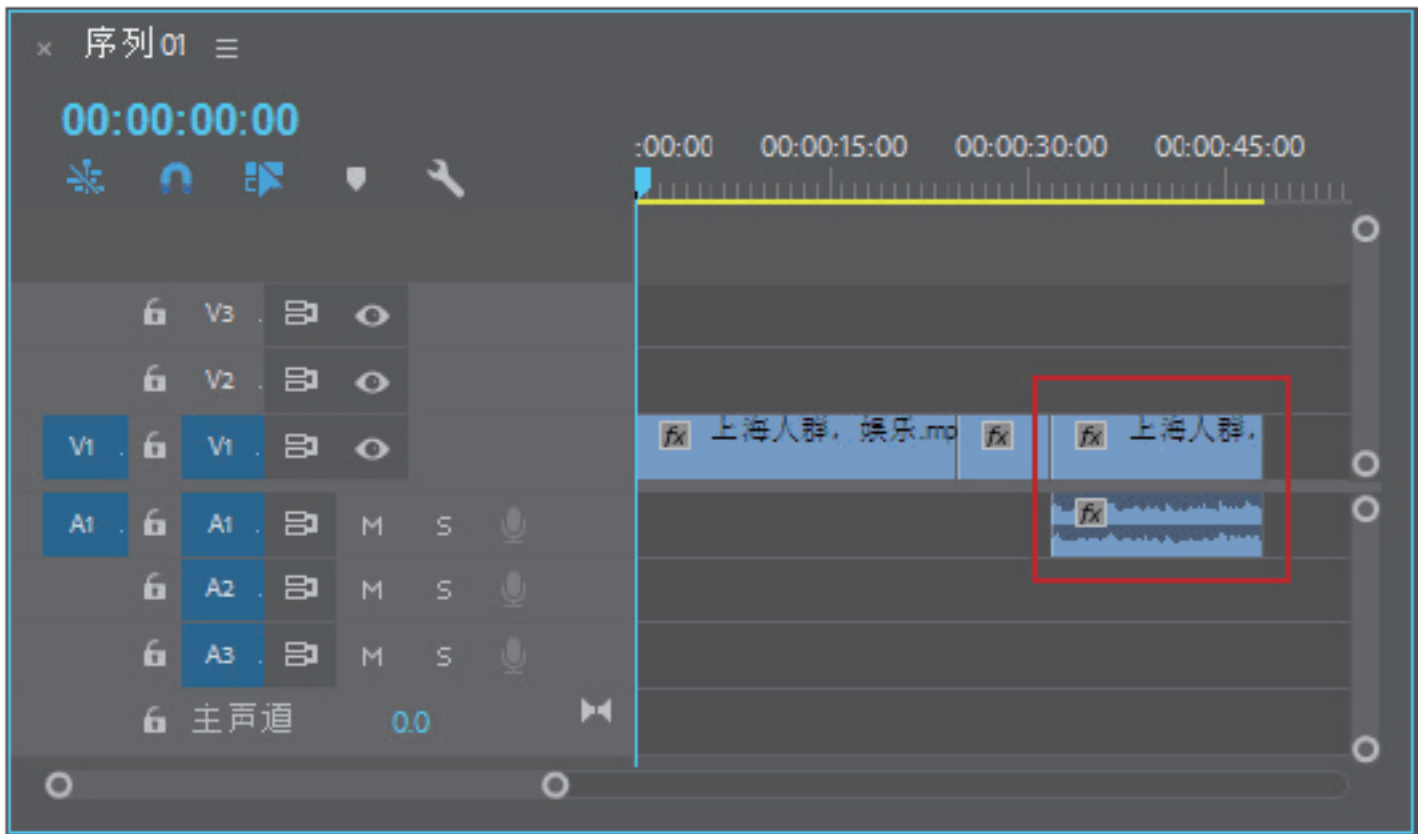 × 序列 01 ☰
00:00:00:00
:00:00 00:00:15:00 00:00:30:00 00:00:45:00
V3 .
V2 .
V1 . V1 . fx 上海人群，娱乐.mp fx fx 上海人群，
A1 . A1 . M S fx
A2 . M S
A3 . M S
主声道 0.0